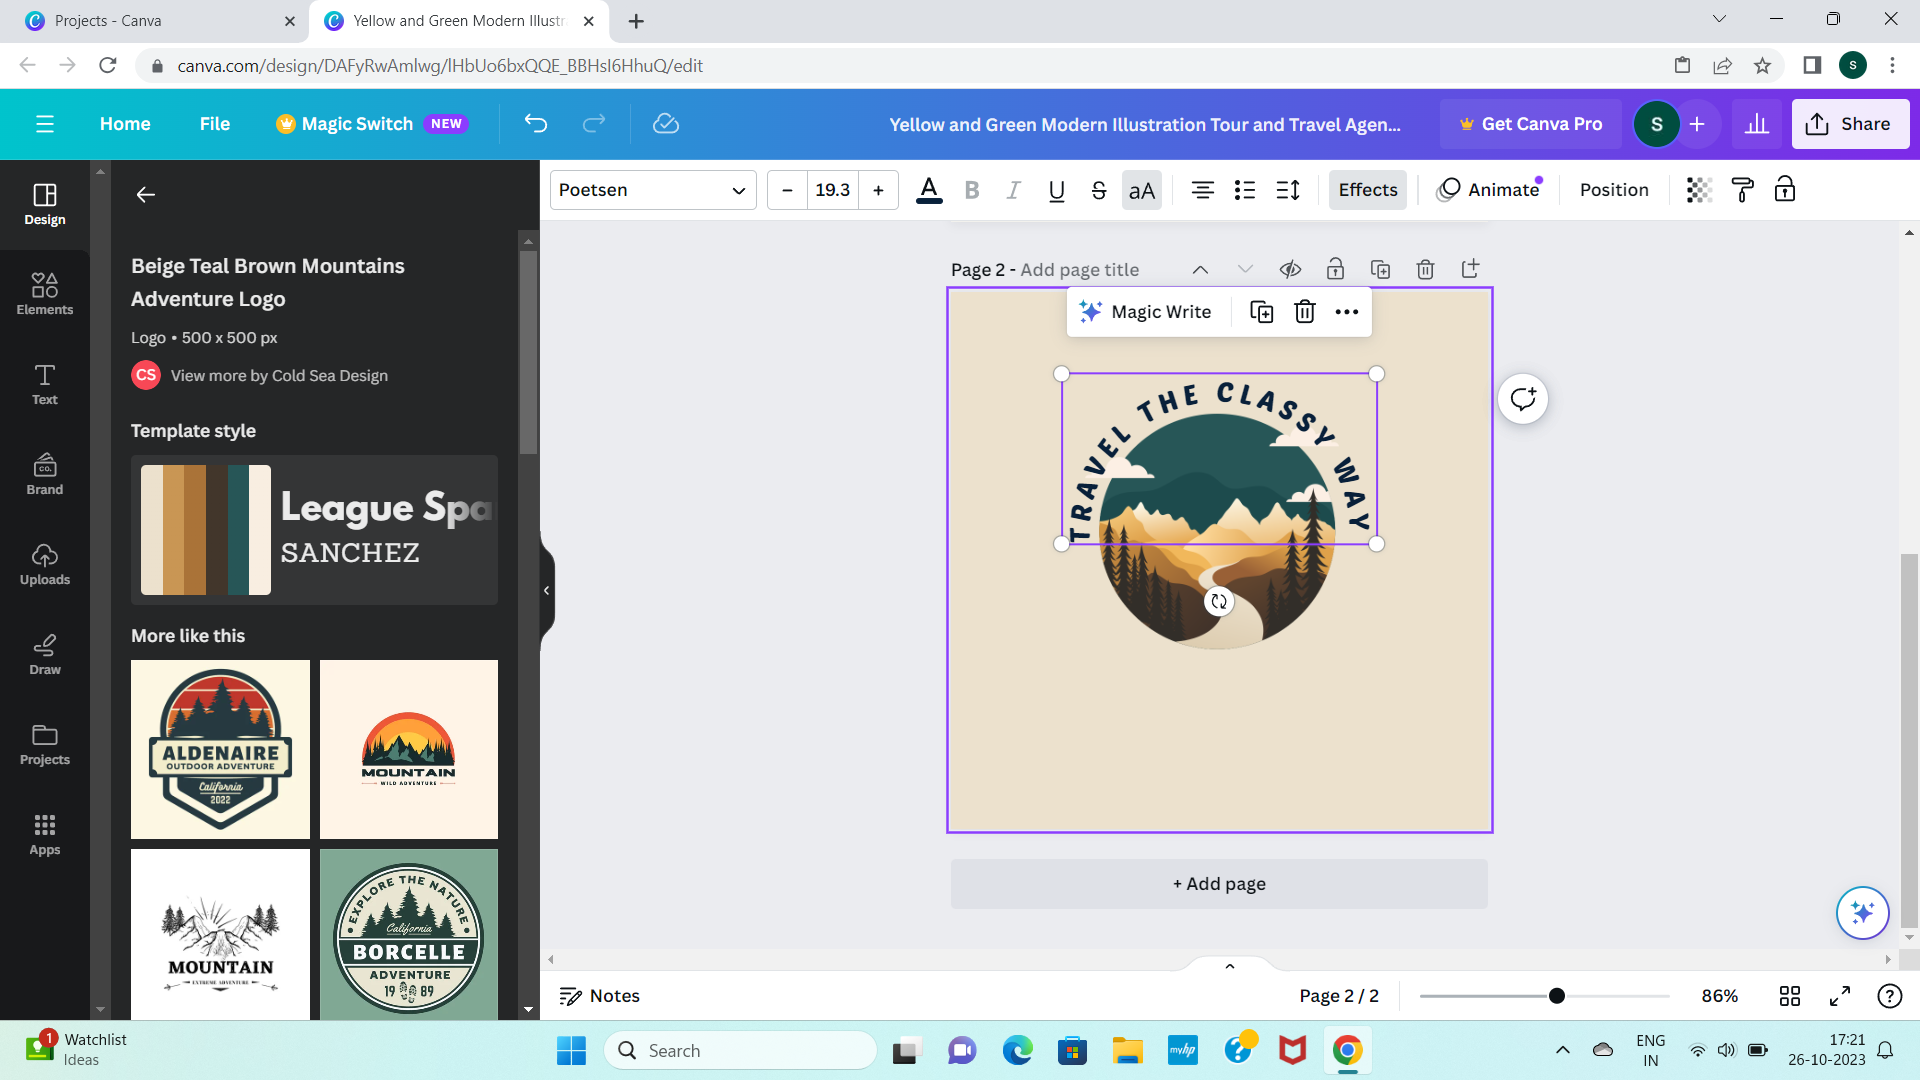 Projects - Canva
Yellow and Green Modern Illustr
canva.com/design/DAFyRwAmlwg/lHbUo6bxQQE_BBHsI6HhuQ/edit
S
Home
File
Magic Switch
NEW
Yellow and Green Modern Illustration Tour and Travel Agen...
Get Canva Pro
S
Share
Design
Elements
Text
CO.
Brand
Uploads
Draw
Projects
Apps
Beige Teal Brown Mountains
Adventure Logo
Logo • 500 x 500 px
CS
View more by Cold Sea Design
Template style
League Spa
SANCHEZ
More like this
ALDENAIRE
OUTDOOR ADVENTURE
California
2022
MOUNTAIN
WILD ADVENTURE
MOUNTAIN
EXTREME ADVENTURE
EXPLORE THE NATURE
California
BORCELLE
ADVENTURE
19 89
Poetsen
19.3
A
B
I
U
S
aA
Effects
Animate
Position
Page 2 - Add page title
Magic Write
TRAVEL THE CLASSY WAY
+ Add page
Notes
Page 2 / 2
86%
1
Watchlist
Ideas
Search
myhp
ENG
IN
17:21
26-10-2023